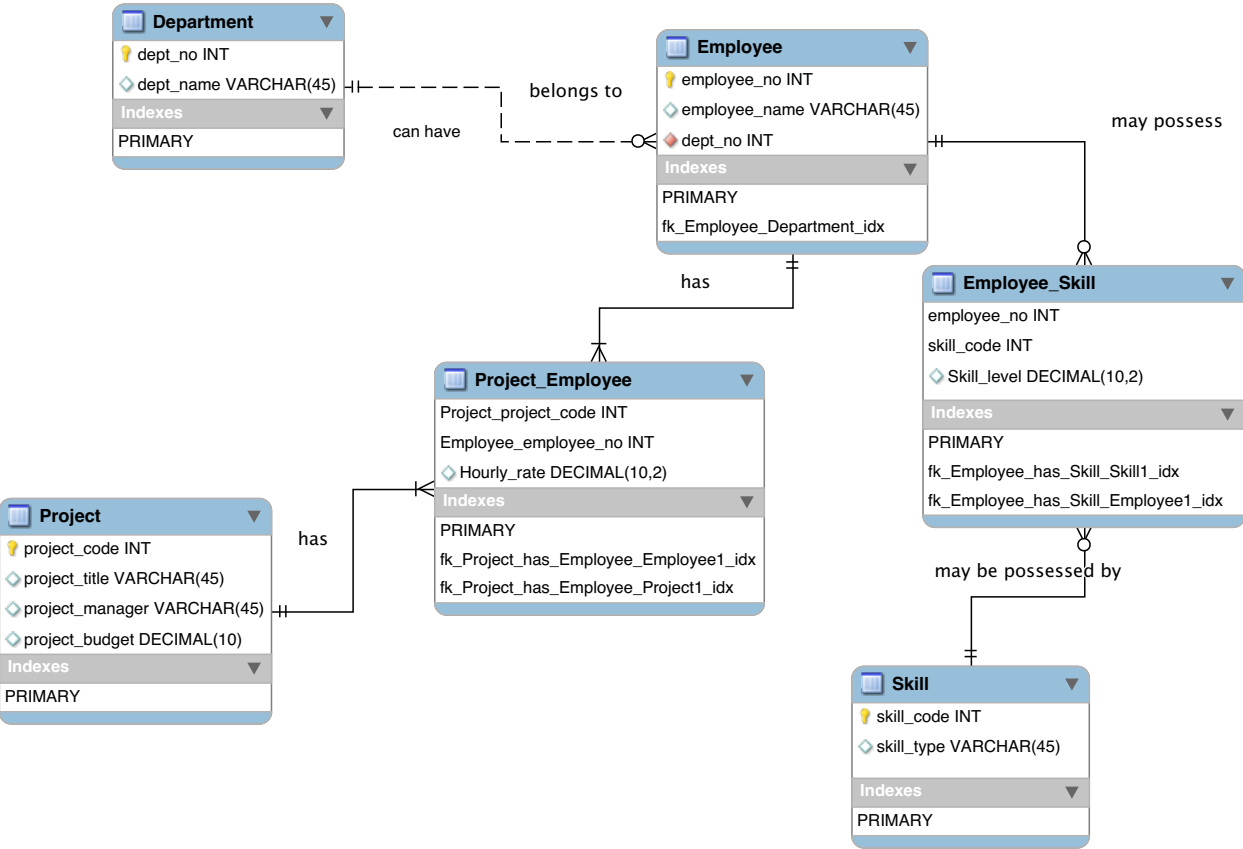 Department
dept_no INT
dept_name VARCHAR(45)
Indexes
PRIMARY
belongs to
can have
Employee
employee_no INT
employee_name VARCHAR(45)
dept_no INT
Indexes
PRIMARY
fk_Employee_Department_idx
may possess
has
Employee_Skill
employee_no INT
skill_code INT
Skill_level DECIMAL(10,2)
Indexes
PRIMARY
fk_Employee_has_Skill_Skill1_idx
fk_Employee_has_Skill_Employee1_idx
Project_Employee
Project_project_code INT
Employee_employee_no INT
Hourly_rate DECIMAL(10,2)
Indexes
PRIMARY
fk_Project_has_Employee_Employee1_idx
fk_Project_has_Employee_Project1_idx
Project
project_code INT
project_title VARCHAR(45)
project_manager VARCHAR(45)
project_budget DECIMAL(10)
Indexes
PRIMARY
has
may be possessed by
Skill
skill_code INT
skill_type VARCHAR(45)
Indexes
PRIMARY